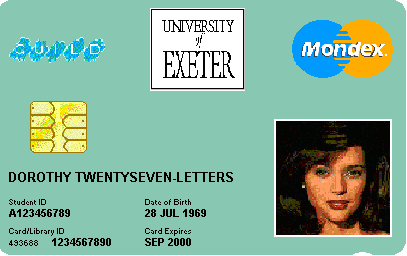 UNIVERSITY
of
EXETER
Mondex
DOROTHY TWENTYSEVEN-LETTERS
Student ID
Date of Birth
A123456789
28 JUL 1969
Card/Library ID
Card Expires
493688 1234567890
SEP 2000